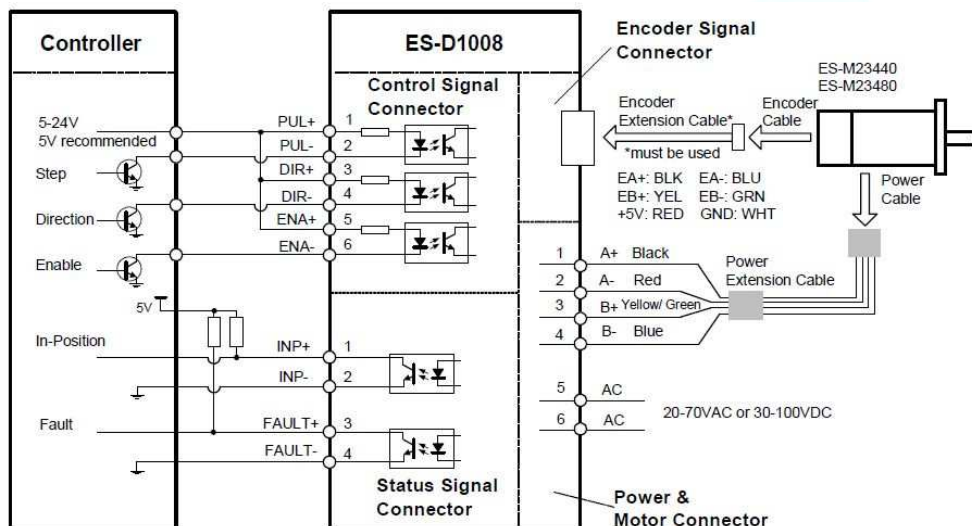 Controller
5-24V
5V recommended
Step
Direction
Enable
5V
In-Position
Fault
PUL+
PUL-
DIR+
DIR-
ENA+
ENA-
INP+
INP-
FAULT+
FAULT-
ES-D1008
Control Signal
Connector
1
2
3
4
5
6
1
2
3
4
Status Signal
Connector
Encoder Signal
Connector
Encoder
Extension Cable*
*must be used
Encoder
Cable
ES-M23440
ES-M23480
EA+: BLK EA-: BLU
EB+: YEL EB-: GRN
+5V: RED GND: WHT
Power
Cable
1 A+ Black
2 A- Red
3 B+ Yellow/ Green
4 B- Blue
Power
Extension Cable
5 AC
6 AC
20-70VAC or 30-100VDC
Power &
Motor Connector